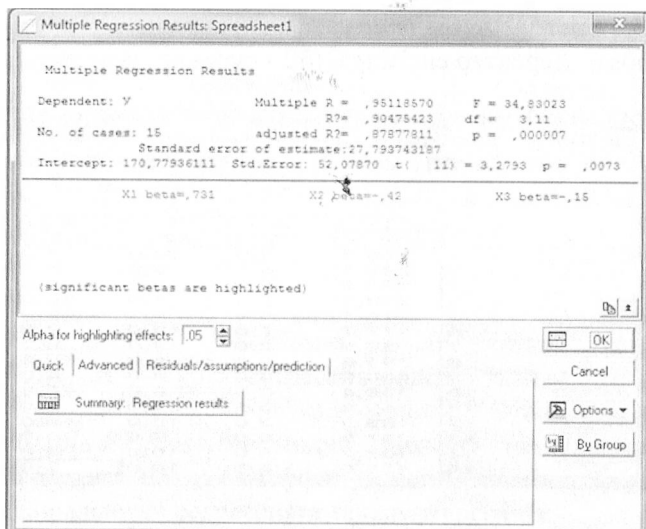 Multiple Regression Results: Spreadsheet1
Multiple Regression Results
Dependent: Y Multiple R = ,95118570 F = 34,83023
R?= ,90475423 df = 3,11
No. of cases: 15 adjusted R?= ,87877811 p = ,000007
Standard error of estimate:27,793743187
Intercept: 170,77936111 Std.Error: 52,07870 t( 11) = 3,2793 p = ,0073
X1 beta=,731 X2 beta=-,42 X3 beta=-,15
(significant betas are highlighted)
Alpha for highlighting effects: .05
OK
Quick Advanced Residuals/assumptions/prediction
Cancel
Summary: Regression results
Options
By Group